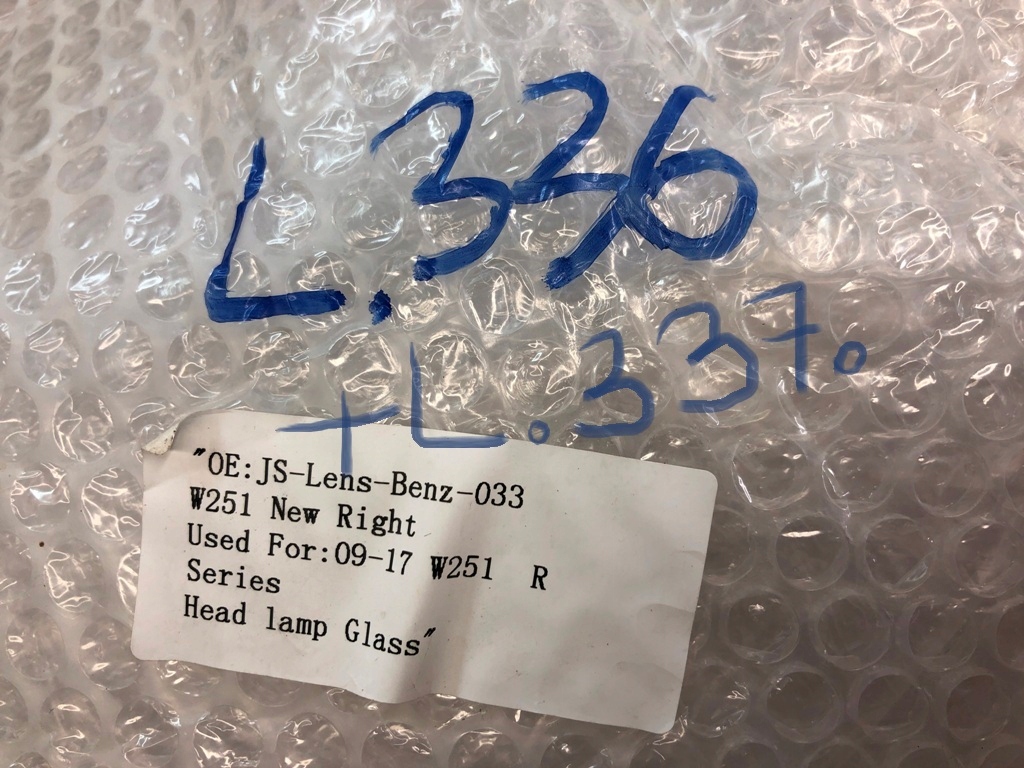 L.336
+L.337.
"OE:JS-Lens-Benz-033
W251 New Right
Used For:09-17 W251 R
Series
Head lamp Glass"